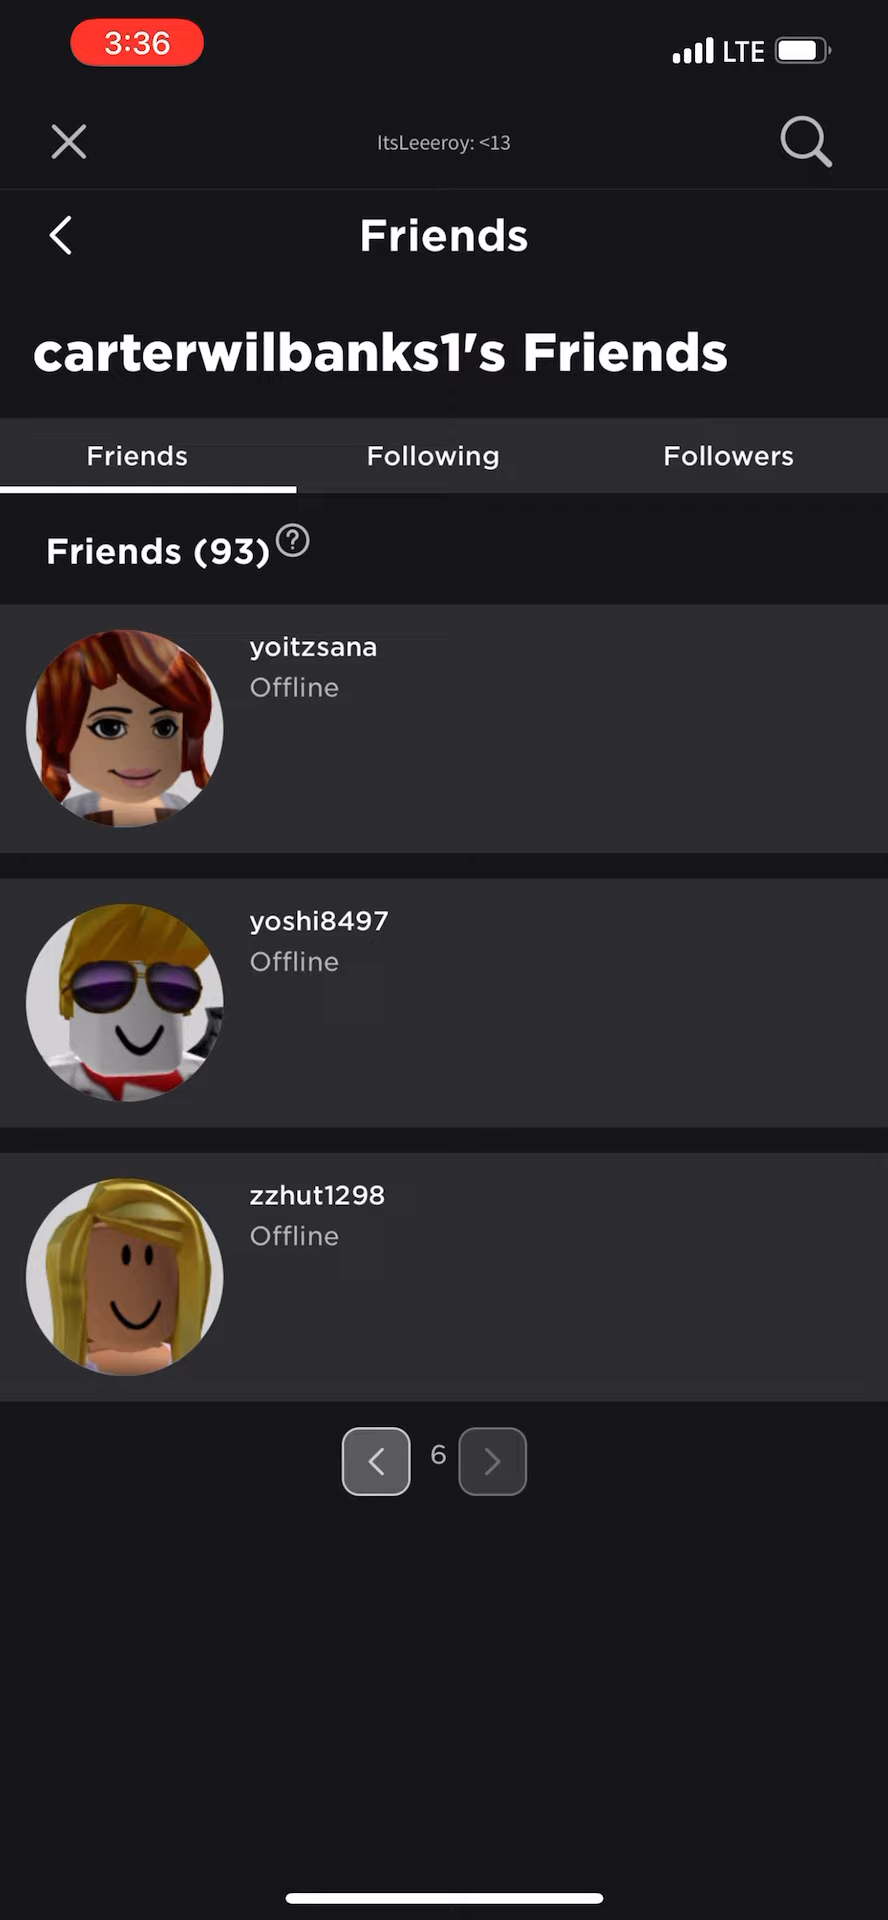 3:36
LTE
ItsLeeeroy: <13
Friends
carterwilbanks1's Friends
Friends
Following
Followers
Friends (93)
?
yoitzsana
Offline
yoshi8497
Offline
zzhut1298
Offline
6